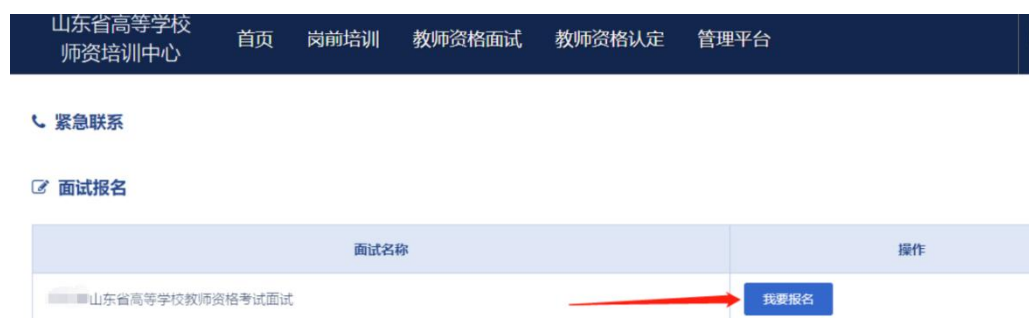 山东省高等学校
师资培训中心
首页 岗前培训 教师资格面试 教师资格认定 管理平台
紧急联系
面试报名
面试名称 操作
山东省高等学校教师资格考试面试 我要报名